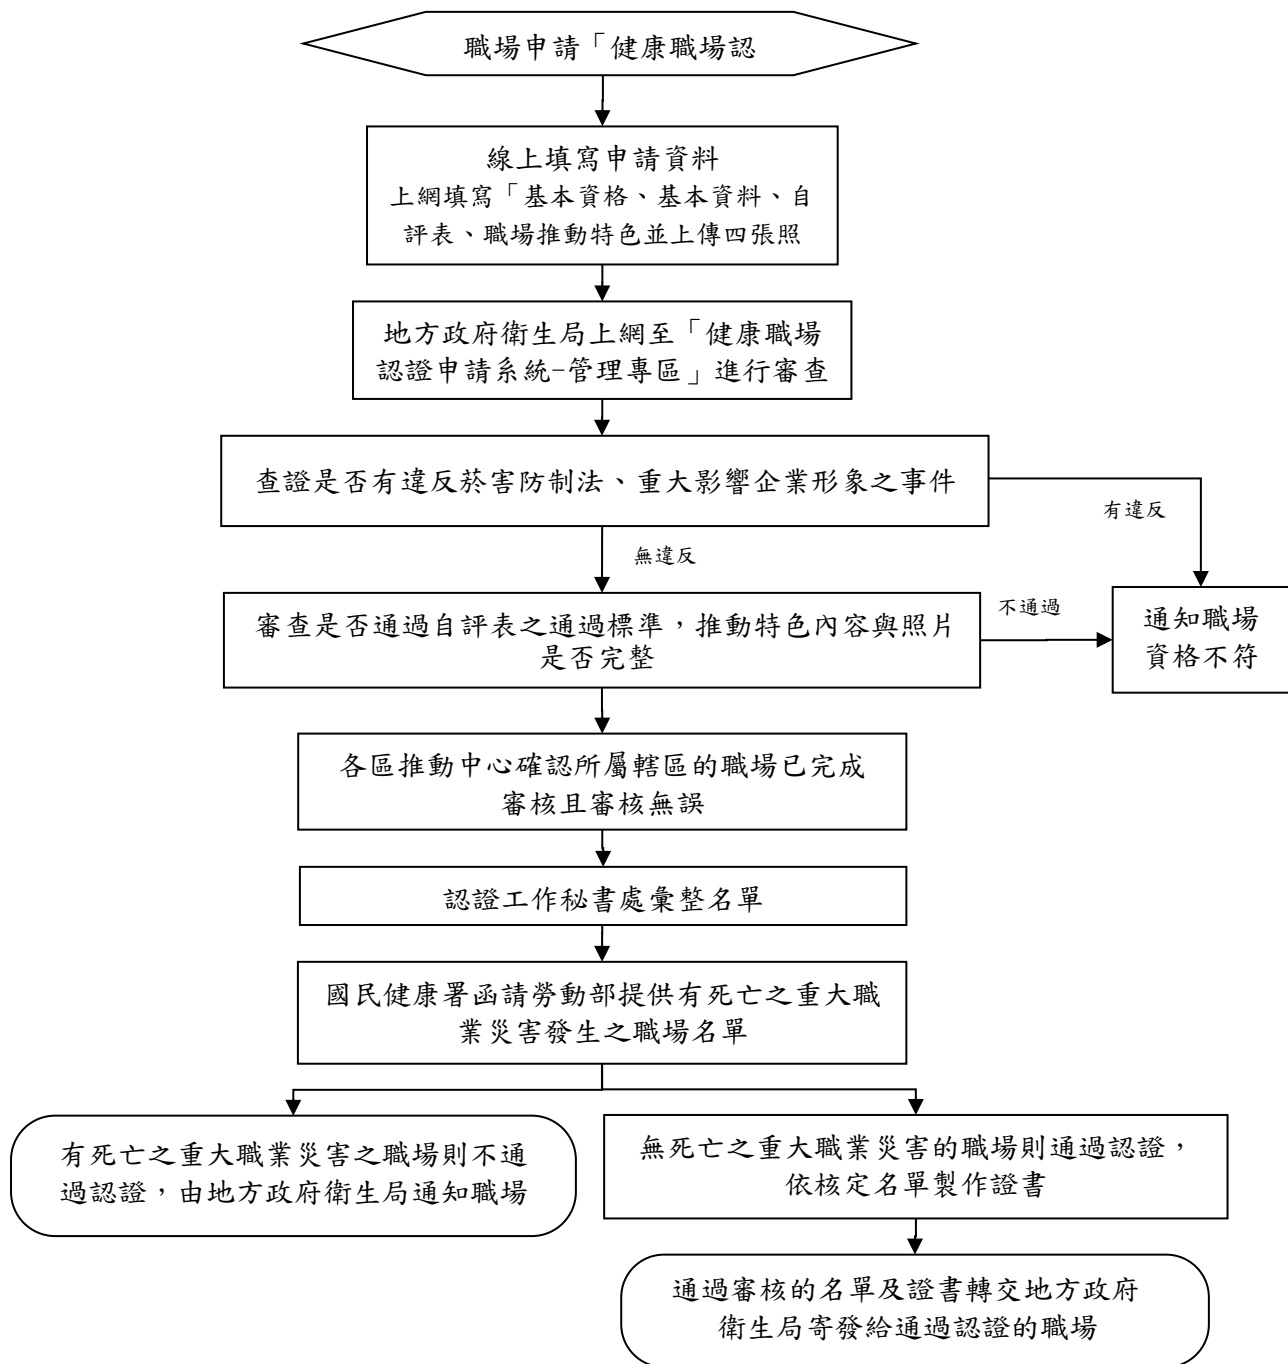 職場申請「健康職場認
線上填寫申請資料
上網填寫「基本資格、基本資料、自
評表、職場推動特色並上傳四張照
地方政府衛生局上網至「健康職場
認證申請系統-管理專區」進行審查
查證是否有違反菸害防制法、重大影響企業形象之事件
有違反
無違反
審查是否通過自評表之通過標準，推動特色內容與照片
是否完整
不通過
通知職場
資格不符
各區推動中心確認所屬轄區的職場已完成
審核且審核無誤
認證工作秘書處彙整名單
國民健康署函請勞動部提供有死亡之重大職
業災害發生之職場名單
有死亡之重大職業災害之職場則不通
過認證，由地方政府衛生局通知職場
無死亡之重大職業災害的職場則通過認證，
依核定名單製作證書
通過審核的名單及證書轉交地方政府
衛生局寄發給通過認證的職場